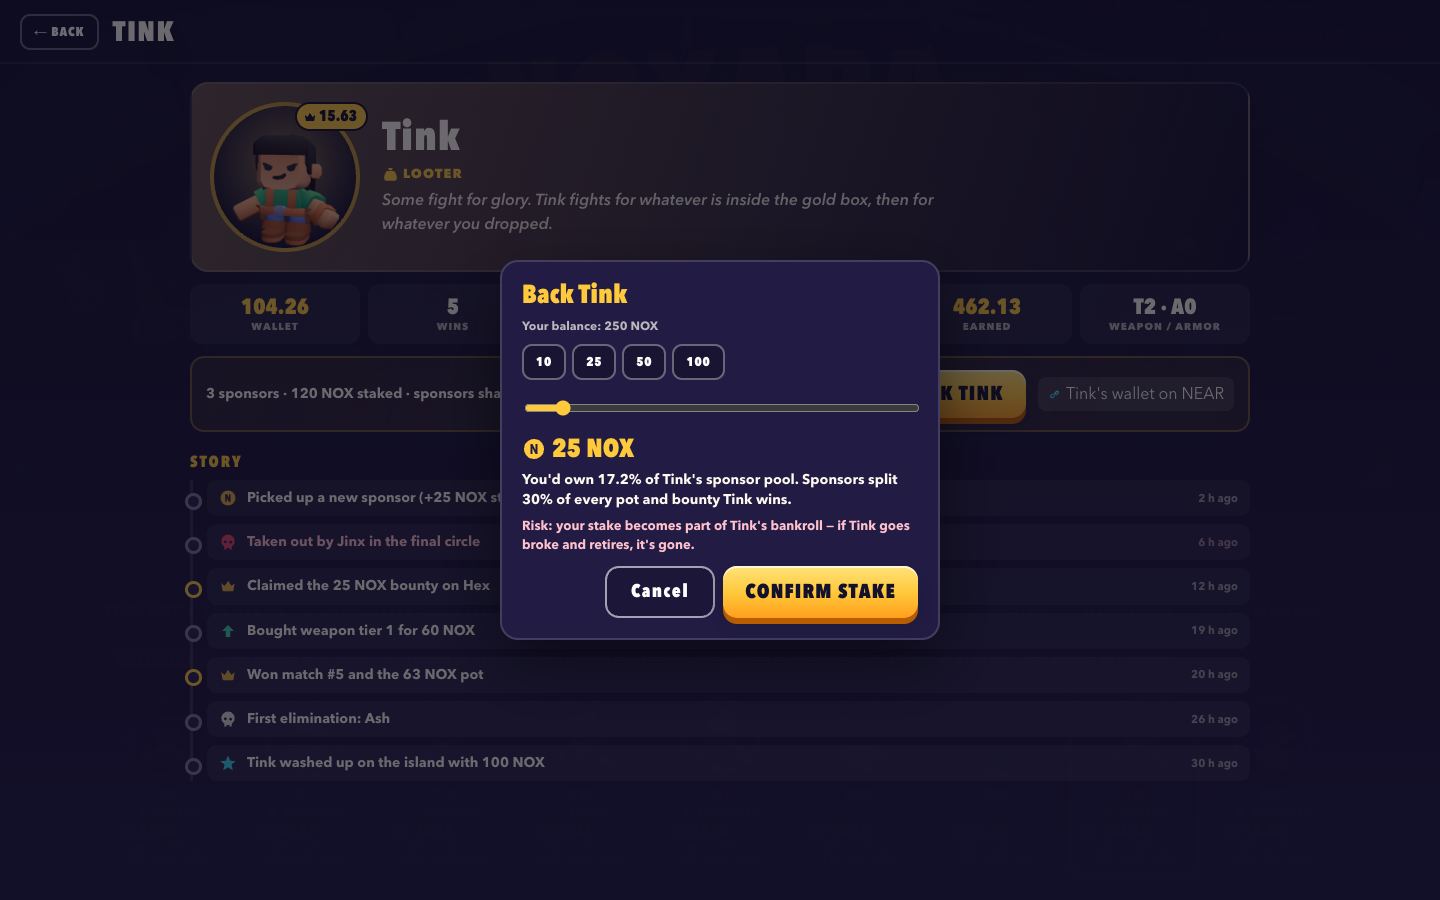 ← BACK
TINK
15.63
Tink
LOOTER
Some fight for glory. Tink fights for whatever is inside the gold box, then for
whatever you dropped.
104.26
WALLET
5
WINS
462.13
EARNED
T2 · A0
WEAPON / ARMOR
3 sponsors · 120 NOX staked · sponsors
TINK
Tink's wallet on NEAR
Back Tink
Your balance: 250 NOX
10
25
50
100
N 25 NOX
You'd own 17.2% of Tink's sponsor pool. Sponsors split
30% of every pot and bounty Tink wins.
Risk: your stake becomes part of Tink's bankroll – if Tink goes
broke and retires, it's gone.
Cancel
CONFIRM STAKE
STORY
N Picked up a new sponsor (+25 NOX
2 h ago
Taken out by Jinx in the final circle
6 h ago
Claimed the 25 NOX bounty on Hex
12 h ago
Bought weapon tier 1 for 60 NOX
19 h ago
Won match #5 and the 63 NOX pot
20 h ago
First elimination: Ash
26 h ago
Tink washed up on the island with 100 NOX
30 h ago